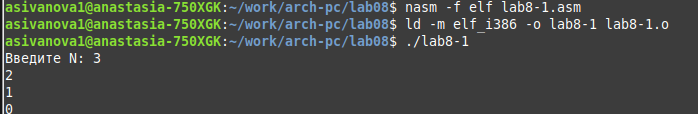 asivanova1@anastasia-750XGK:~/work/arch-pc/lab08$ nasm -f elf lab8-1.asm
asivanova1@anastasia-750XGK:~/work/arch-pc/lab08$ ld -m elf_i386 -o lab8-1 lab8-1.o
asivanova1@anastasia-750XGK:~/work/arch-pc/lab08$ ./lab8-1
Введите N: 3
2
1
0